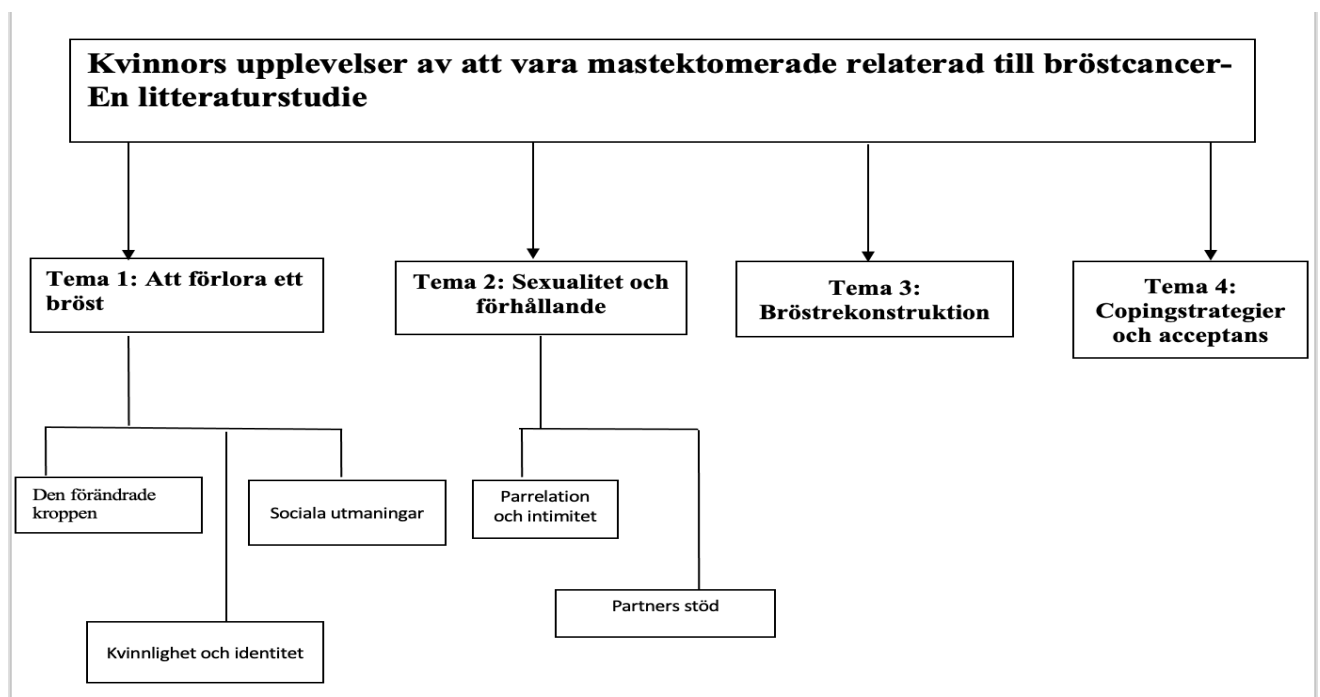 Kvinnors upplevelser av att vara mastektomerade relaterad till bröstcancer-
En litteraturstudie
Tema 1: Att förlora ett
bröst
Tema 2: Sexualitet och
förhållande
Tema 3:
Bröstrekonstruktion
Tema 4:
Copingstrategier
och acceptans
Den förändrade
kroppen
Sociala utmaningar
Parrelation
och intimitet
Partners stöd
Kvinnlighet och identitet